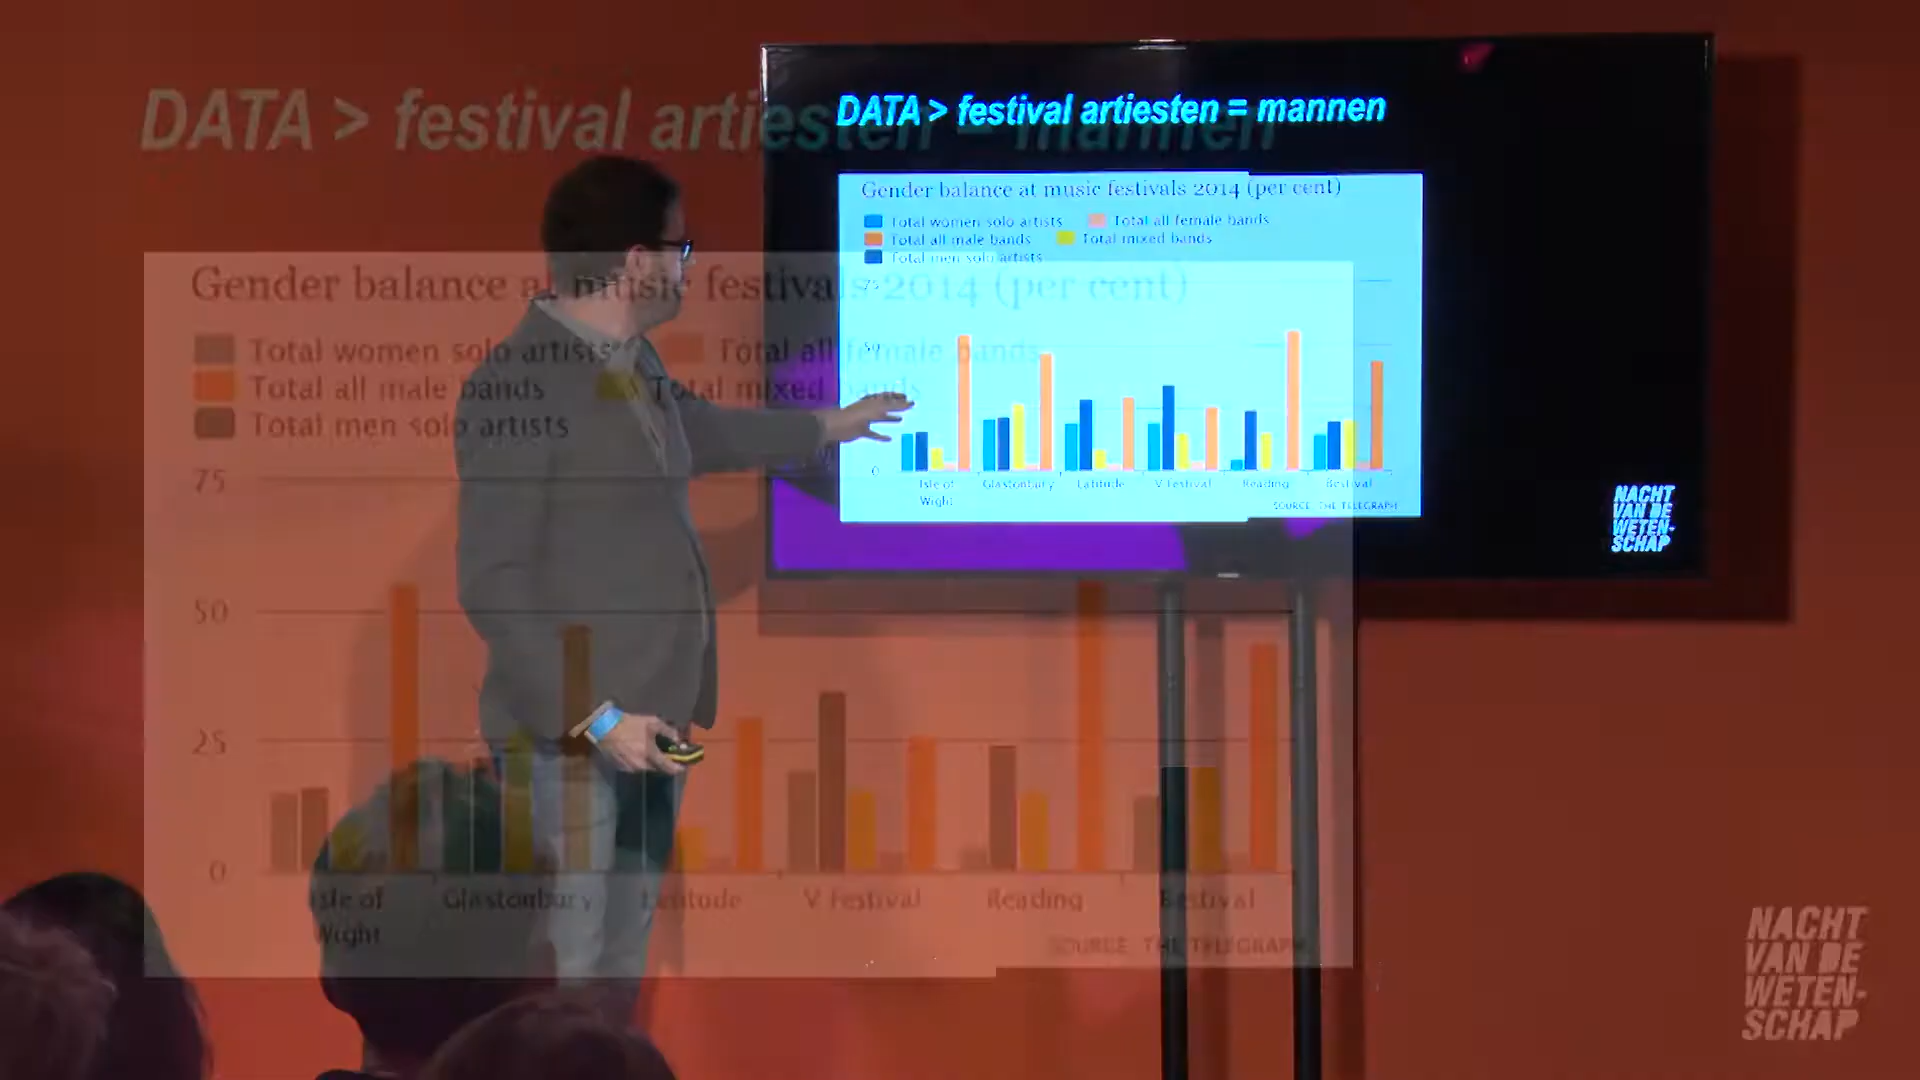 DATA > festival artiesten = mannen
Gender balance at music festivals 2014 (per cent)
Total women solo artists Total all female bands
Total all male bands Total mixed bands
Total men solo artists
75
50
25
0
Isle of Wight Glastonbury Latitude V Festival Reading Bestival
SOURCE: THE TELEGRAPH
DATA > festival artiesten = mannen
Gender balance at music festivals 2014 (per cent)
Total women solo artists Total all female bands
Total all male bands Total mixed bands
Total men solo artists
75
50
0
Isle of Wight Glastonbury Latitude V Festival Reading Bestival
SOURCE: THE TELEGRAPH
NACHT
VAN DE
WETEN-
SCHAP
NACHT
VAN DE
WETEN-
SCHAP